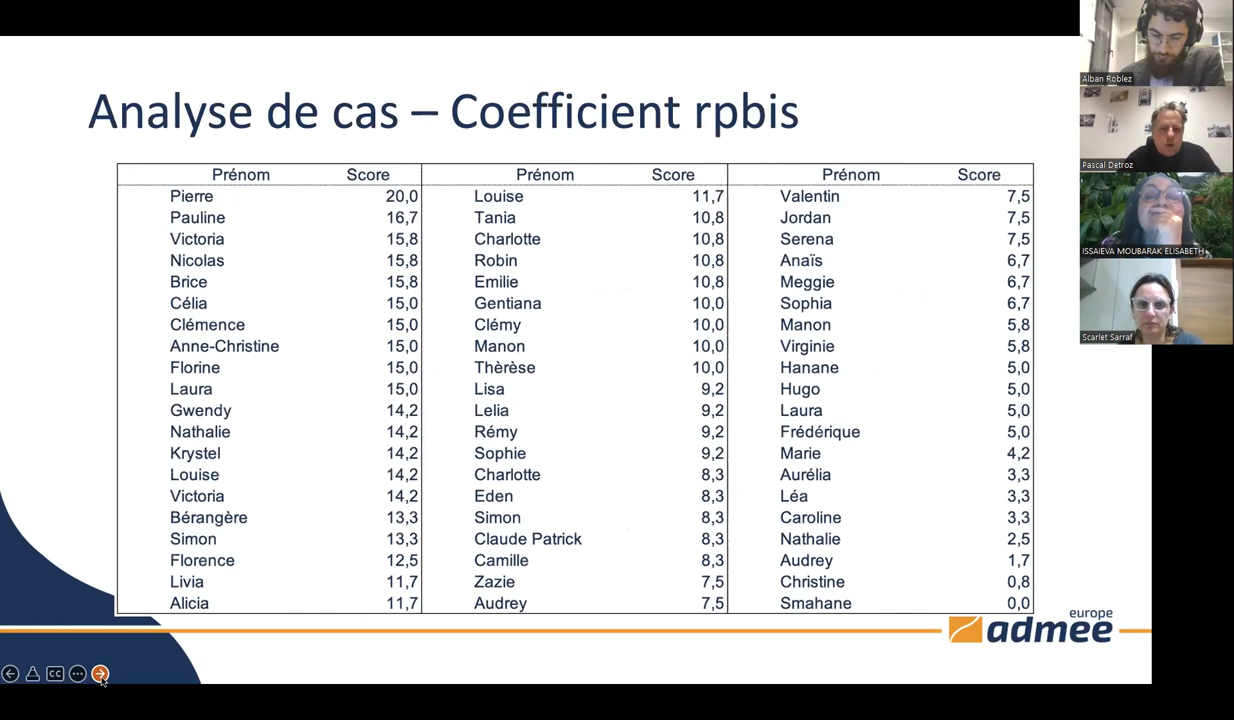 Analyse de cas – Coefficient rpbis
Prénom Score Prénom Score Prénom Score
Pierre 20,0 Louise 11,7 Valentin 7,5
Pauline 16,7 Tania 10,8 Jordan 7,5
Victoria 15,8 Charlotte 10,8 Serena 7,5
Nicolas 15,8 Robin 10,8 Anaïs 6,7
Brice 15,8 Emilie 10,8 Meggie 6,7
Célia 15,0 Gentiana 10,0 Sophia 6,7
Clémence 15,0 Clémy 10,0 Manon 5,8
Anne-Christine 15,0 Manon 10,0 Virginie 5,8
Florine 15,0 Thèrèse 10,0 Hanane 5,0
Laura 15,0 Lisa 9,2 Hugo 5,0
Gwendy 14,2 Lelia 9,2 Laura 5,0
Nathalie 14,2 Rémy 9,2 Frédérique 5,0
Krystel 14,2 Sophie 9,2 Marie 4,2
Louise 14,2 Charlotte 8,3 Aurélia 3,3
Victoria 14,2 Eden 8,3 Léa 3,3
Bérangère 13,3 Simon 8,3 Caroline 3,3
Simon 13,3 Claude Patrick 8,3 Nathalie 2,5
Florence 12,5 Camille 8,3 Audrey 1,7
Livia 11,7 Zazie 7,5 Christine 0,8
Alicia 11,7 Audrey 7,5 Smahane 0,0
europe
admee
CC
Alban Roblez
Pascal Detroz
ISSAIEVA MOUBARAK ELISABETH
Scarlet Sarraf